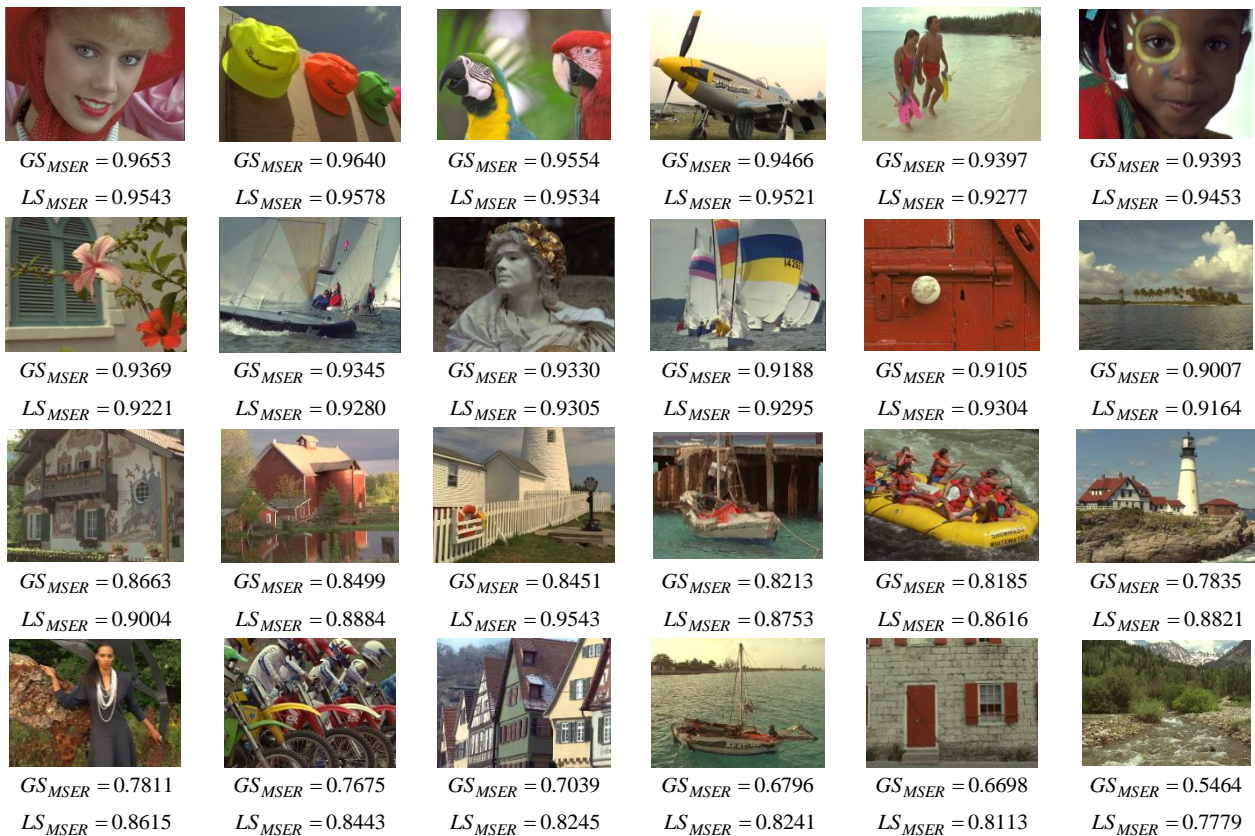 GS_MSER = 0.9653 GS_MSER = 0.9640 GS_MSER = 0.9554 GS_MSER = 0.9466 GS_MSER = 0.9397 GS_MSER = 0.9393
LS_MSER = 0.9543 LS_MSER = 0.9578 LS_MSER = 0.9534 LS_MSER = 0.9521 LS_MSER = 0.9277 LS_MSER = 0.9453
GS_MSER = 0.9369 GS_MSER = 0.9345 GS_MSER = 0.9330 GS_MSER = 0.9188 GS_MSER = 0.9105 GS_MSER = 0.9007
LS_MSER = 0.9221 LS_MSER = 0.9280 LS_MSER = 0.9305 LS_MSER = 0.9295 LS_MSER = 0.9304 LS_MSER = 0.9164
WHITEWATER
GS_MSER = 0.8663 GS_MSER = 0.8499 GS_MSER = 0.8451 GS_MSER = 0.8213 GS_MSER = 0.8185 GS_MSER = 0.7835
LS_MSER = 0.9004 LS_MSER = 0.8884 LS_MSER = 0.9543 LS_MSER = 0.8753 LS_MSER = 0.8616 LS_MSER = 0.8821
GS_MSER = 0.7811 GS_MSER = 0.7675 GS_MSER = 0.7039 GS_MSER = 0.6796 GS_MSER = 0.6698 GS_MSER = 0.5464
LS_MSER = 0.8615 LS_MSER = 0.8443 LS_MSER = 0.8245 LS_MSER = 0.8241 LS_MSER = 0.8113 LS_MSER = 0.7779